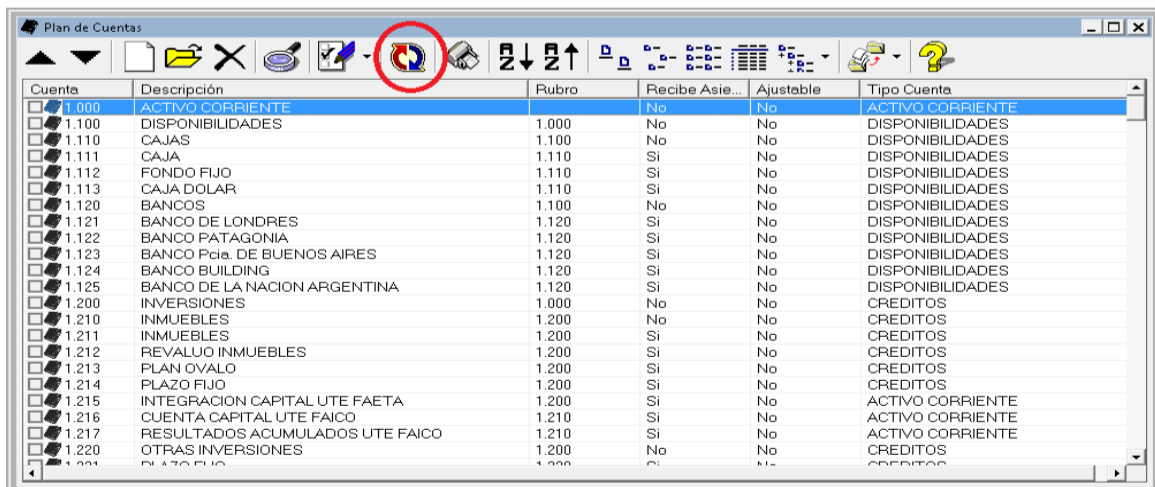 Plan de Cuentas
Cuenta Descripción Rubro Recibe Asie... Ajustable Tipo Cuenta
1.000 ACTIVO CORRIENTE No No ACTIVO CORRIENTE
1.100 DISPONIBILIDADES 1.000 No No DISPONIBILIDADES
1.110 CAJAS 1.100 No No DISPONIBILIDADES
1.111 CAJA 1.110 Si No DISPONIBILIDADES
1.112 FONDO FIJO 1.110 Si No DISPONIBILIDADES
1.113 CAJA DOLAR 1.110 Si No DISPONIBILIDADES
1.120 BANCOS 1.100 No No DISPONIBILIDADES
1.121 BANCO DE LONDRES 1.120 Si No DISPONIBILIDADES
1.122 BANCO PATAGONIA 1.120 Si No DISPONIBILIDADES
1.123 BANCO Pcia. DE BUENOS AIRES 1.120 Si No DISPONIBILIDADES
1.124 BANCO BUILDING 1.120 Si No DISPONIBILIDADES
1.125 BANCO DE LA NACION ARGENTINA 1.120 Si No DISPONIBILIDADES
1.200 INVERSIONES 1.000 No No CREDITOS
1.210 INMUEBLES 1.200 No No CREDITOS
1.211 INMUEBLES 1.200 Si No CREDITOS
1.212 REVALUO INMUEBLES 1.200 Si No CREDITOS
1.213 PLAN OVALO 1.200 Si No CREDITOS
1.214 PLAZO FIJO 1.200 Si No CREDITOS
1.215 INTEGRACION CAPITAL UTE FAETA 1.200 Si No ACTIVO CORRIENTE
1.216 CUENTA CAPITAL UTE FAICO 1.210 Si No ACTIVO CORRIENTE
1.217 RESULTADOS ACUMULADOS UTE FAICO 1.210 Si No ACTIVO CORRIENTE
1.220 OTRAS INVERSIONES 1.200 No No CREDITOS